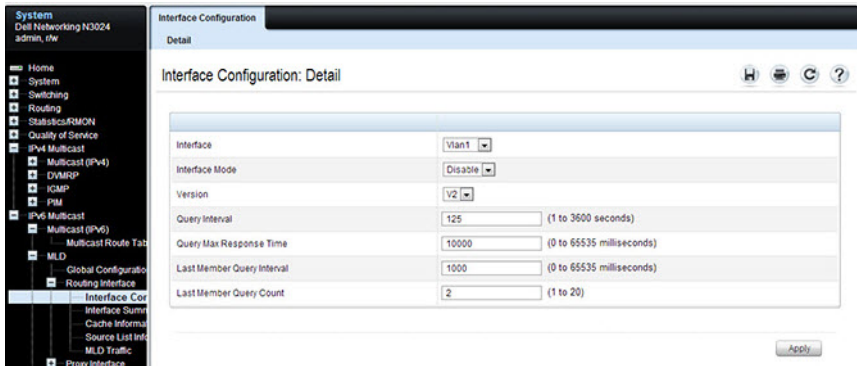 System
Dell Networking N3024
admin, r/w
Home
System
Switching
Routing
Statistics/RMON
Quality of Service
IPv4 Multicast
Multicast (IPv4)
DVMRP
IGMP
PIM
IPv6 Multicast
Multicast (IPv6)
Multicast Route Tab
MLD
Global Configuratio
Routing Interface
Interface Cor
Interface Summ
Cache Informa
Source List Info
MLD Traffic
Proxy Interface
Interface Configuration
Detail
Interface Configuration: Detail
Interface Vlan1
Interface Mode Disable
Version V2
Query Interval 125 (1 to 3600 seconds)
Query Max Response Time 10000 (0 to 65535 milliseconds)
Last Member Query Interval 1000 (0 to 65535 milliseconds)
Last Member Query Count 2 (1 to 20)
Apply